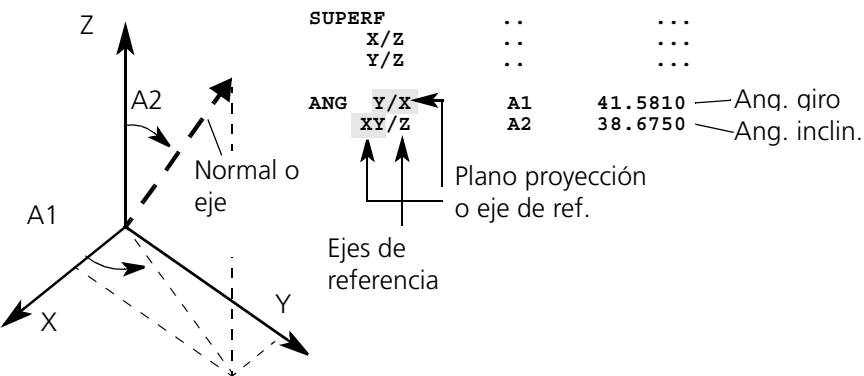 SUPERF .. ...
X/Z .. ...
Y/Z .. ...
ANG Y/X A1 41.5810 Ang. giro
XY/Z A2 38.6750 Ang. inclin.
Z
A2
Normal o
eje
A1
X
Y
Plano proyección
o eje de ref.
Ejes de
referencia